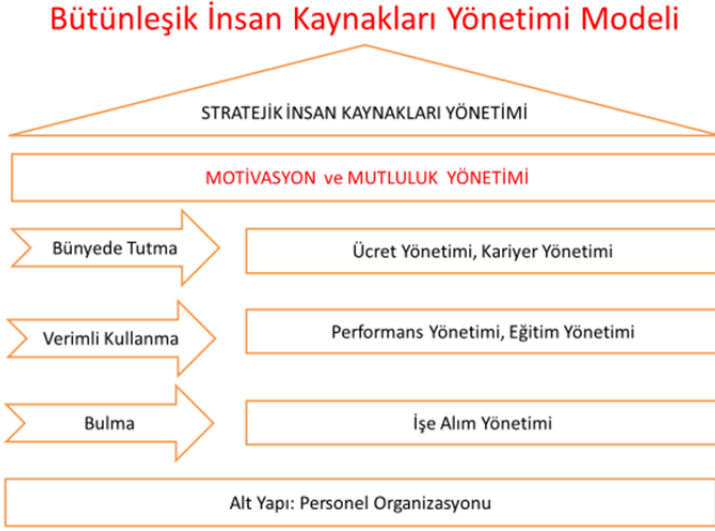 Bütünleşik İnsan Kaynakları Yönetimi Modeli
STRATEJİK İNSAN KAYNAKLARI YÖNETİMİ
MOTİVASYON ve MUTLULUK YÖNETİMİ
Bünyede Tutma
Ücret Yönetimi, Kariyer Yönetimi
Verimli Kullanma
Performans Yönetimi, Eğitim Yönetimi
Bulma
İşe Alım Yönetimi
Alt Yapı: Personel Organizasyonu